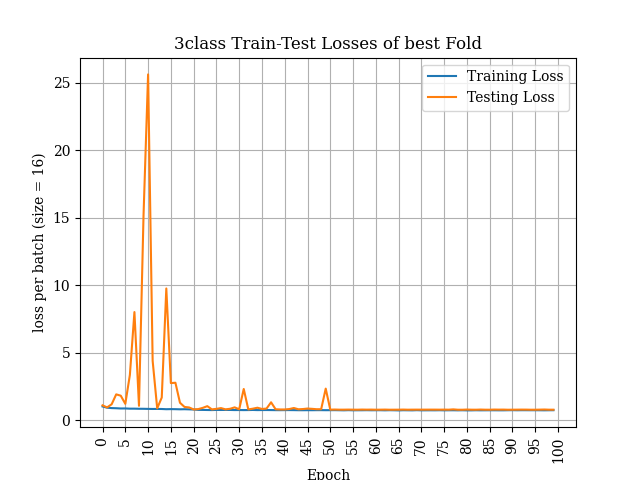 3class Train-Test Losses of best Fold
Training Loss
Testing Loss
loss per batch (size = 16)
25
20
15
10
5
0
0 5 10 15 20 25 30 35 40 45 50 55 60 65 70 75 80 85 90 95 100
Epoch